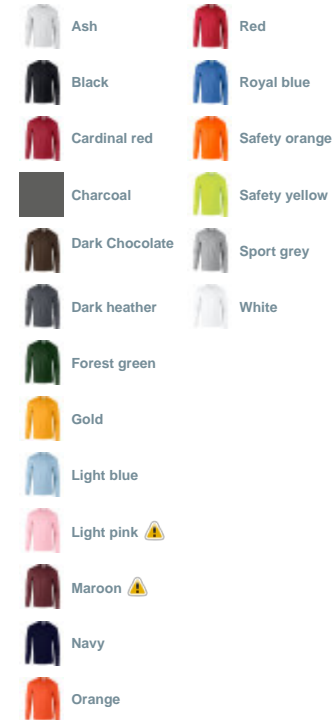 Ash
Black
Cardinal red
Charcoal
Dark Chocolate
Dark heather
Forest green
Gold
Light blue
Light pink
Maroon
Navy
Orange
Red
Royal blue
Safety orange
Safety yellow
Sport grey
White